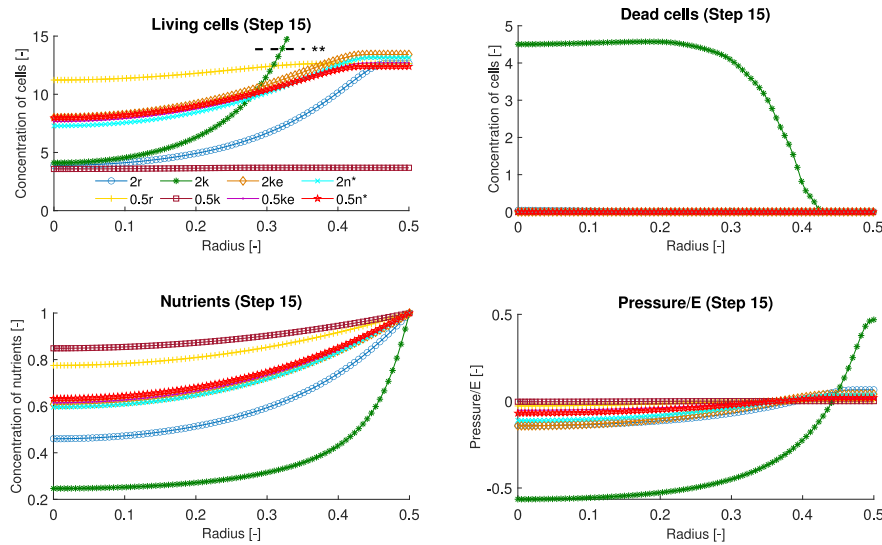 Living cells (Step 15)
15
10
5
0
Concentration of cells [-]
**
2r 2k 2ke 2n*
0.5r 0.5k 0.5ke 0.5n*
0 0.1 0.2 0.3 0.4 0.5
Radius [-]
Dead cells (Step 15)
5
4
3
2
1
0
Concentration of cells [-]
0 0.1 0.2 0.3 0.4 0.5
Radius [-]
Nutrients (Step 15)
1
0.8
0.6
0.4
0.2
Concentration of nutrients [-]
0 0.1 0.2 0.3 0.4 0.5
Radius [-]
Pressure/E (Step 15)
0.5
0
-0.5
Pressure/E [-]
0 0.1 0.2 0.3 0.4 0.5
Radius [-]